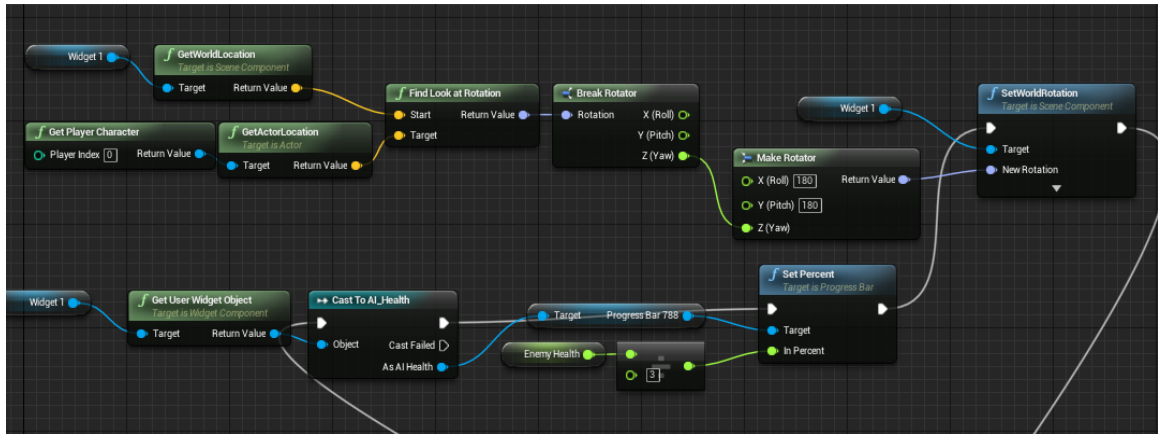 Widget 1
GetWorldLocation
Target is Scene Component
Target Return Value
Get Player Character
Player Index 0 Return Value
GetActorLocation
Target is Actor
Target Return Value
Find Look at Rotation
Start Return Value
Target
Break Rotator
Rotation X (Roll)
Y (Pitch)
Z (Yaw)
Make Rotator
X (Roll) 180 Return Value
Y (Pitch) 180
Z (Yaw)
Widget 1
SetWorldRotation
Target is Scene Component
Target
New Rotation
Widget 1
Get User Widget Object
Target is Widget Component
Target Return Value
Cast To AI_Health
Object Cast Failed
As AI Health
Target Progress Bar 788
Enemy Health
3
Set Percent
Target is Progress Bar
Target
In Percent